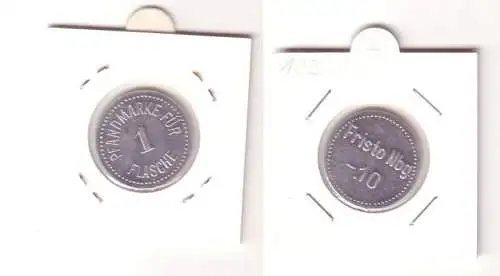 PFANDMARKE FÜR
1
FLASCHE
Fristo Nbg.
-.10